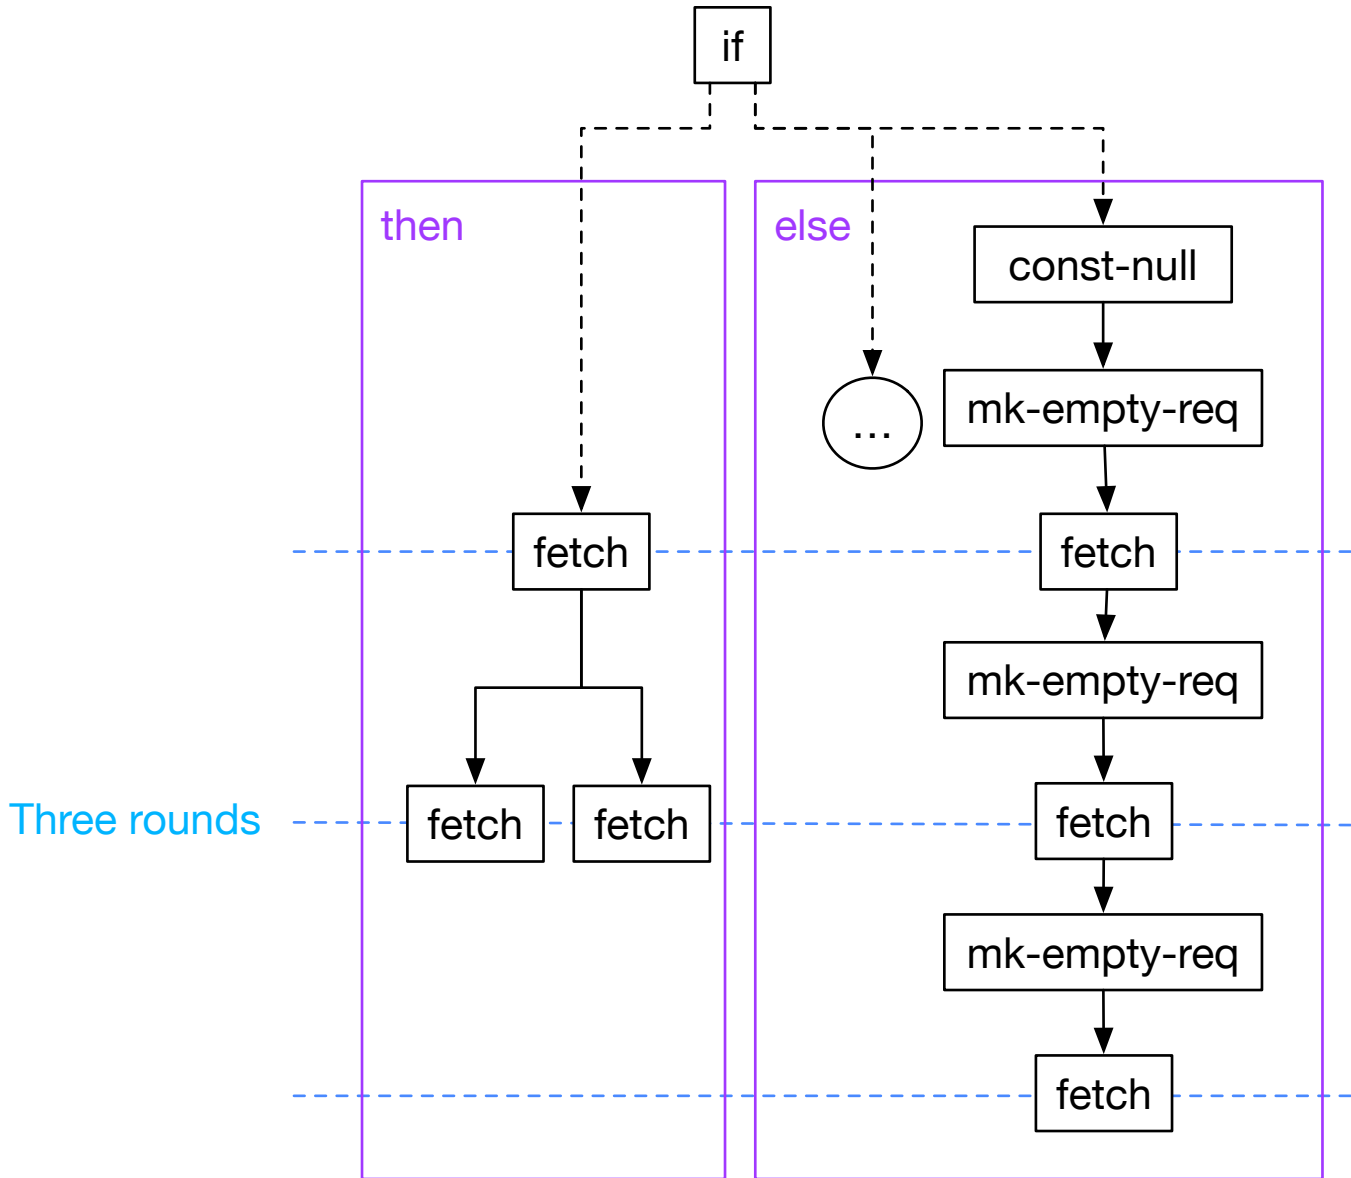 if
then
else
const-null
mk-empty-req
...
fetch
fetch
mk-empty-req
Three rounds
fetch
fetch
fetch
mk-empty-req
fetch